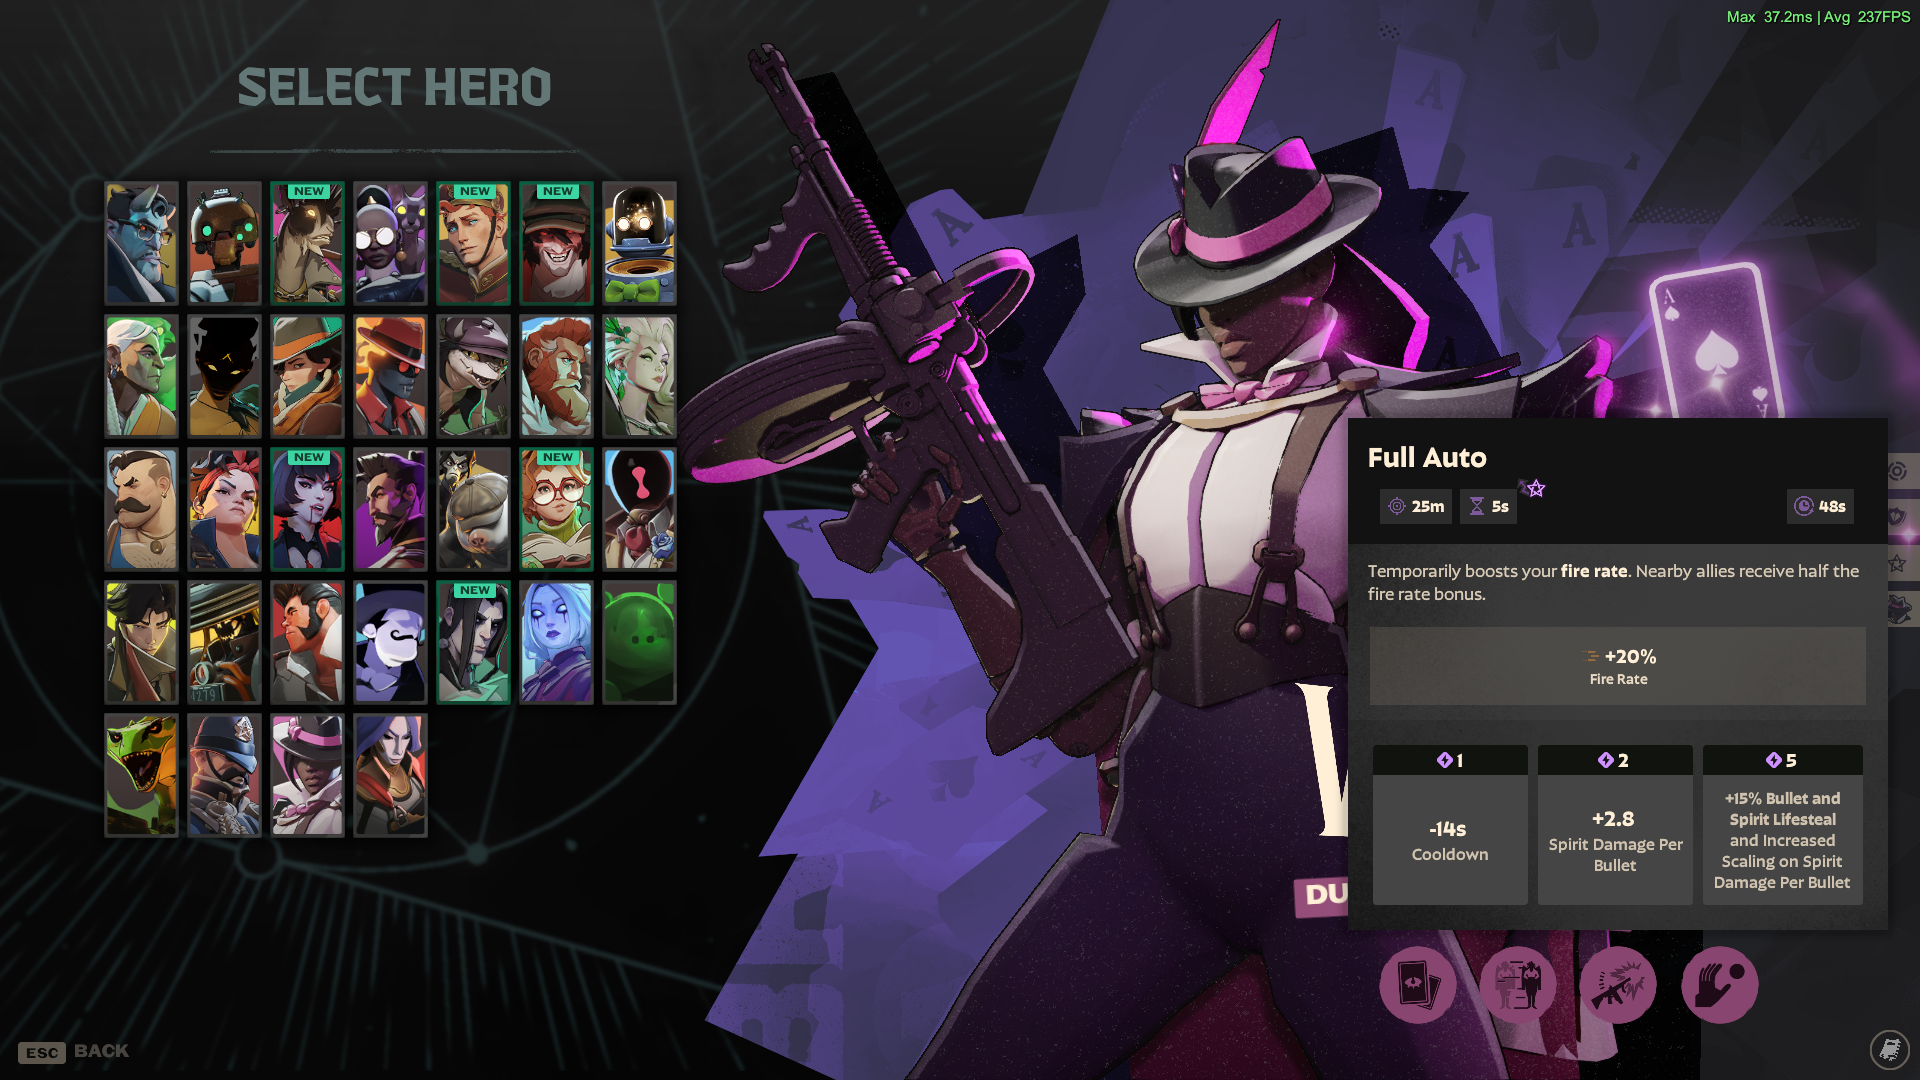 Max 37.2ms | Avg 237FPS
SELECT HERO
NEW
NEW
NEW
NEW
NEW
NEW
A
A
A
A
A
A
Full Auto
25m
5s
48s
Temporarily boosts your fire rate. Nearby allies receive half the
fire rate bonus.
+20%
Fire Rate
1
2
5
-14s
Cooldown
+2.8
Spirit Damage Per
Bullet
+15% Bullet and
Spirit Lifesteal
and Increased
Scaling on Spirit
Damage Per Bullet
DU
ESC BACK